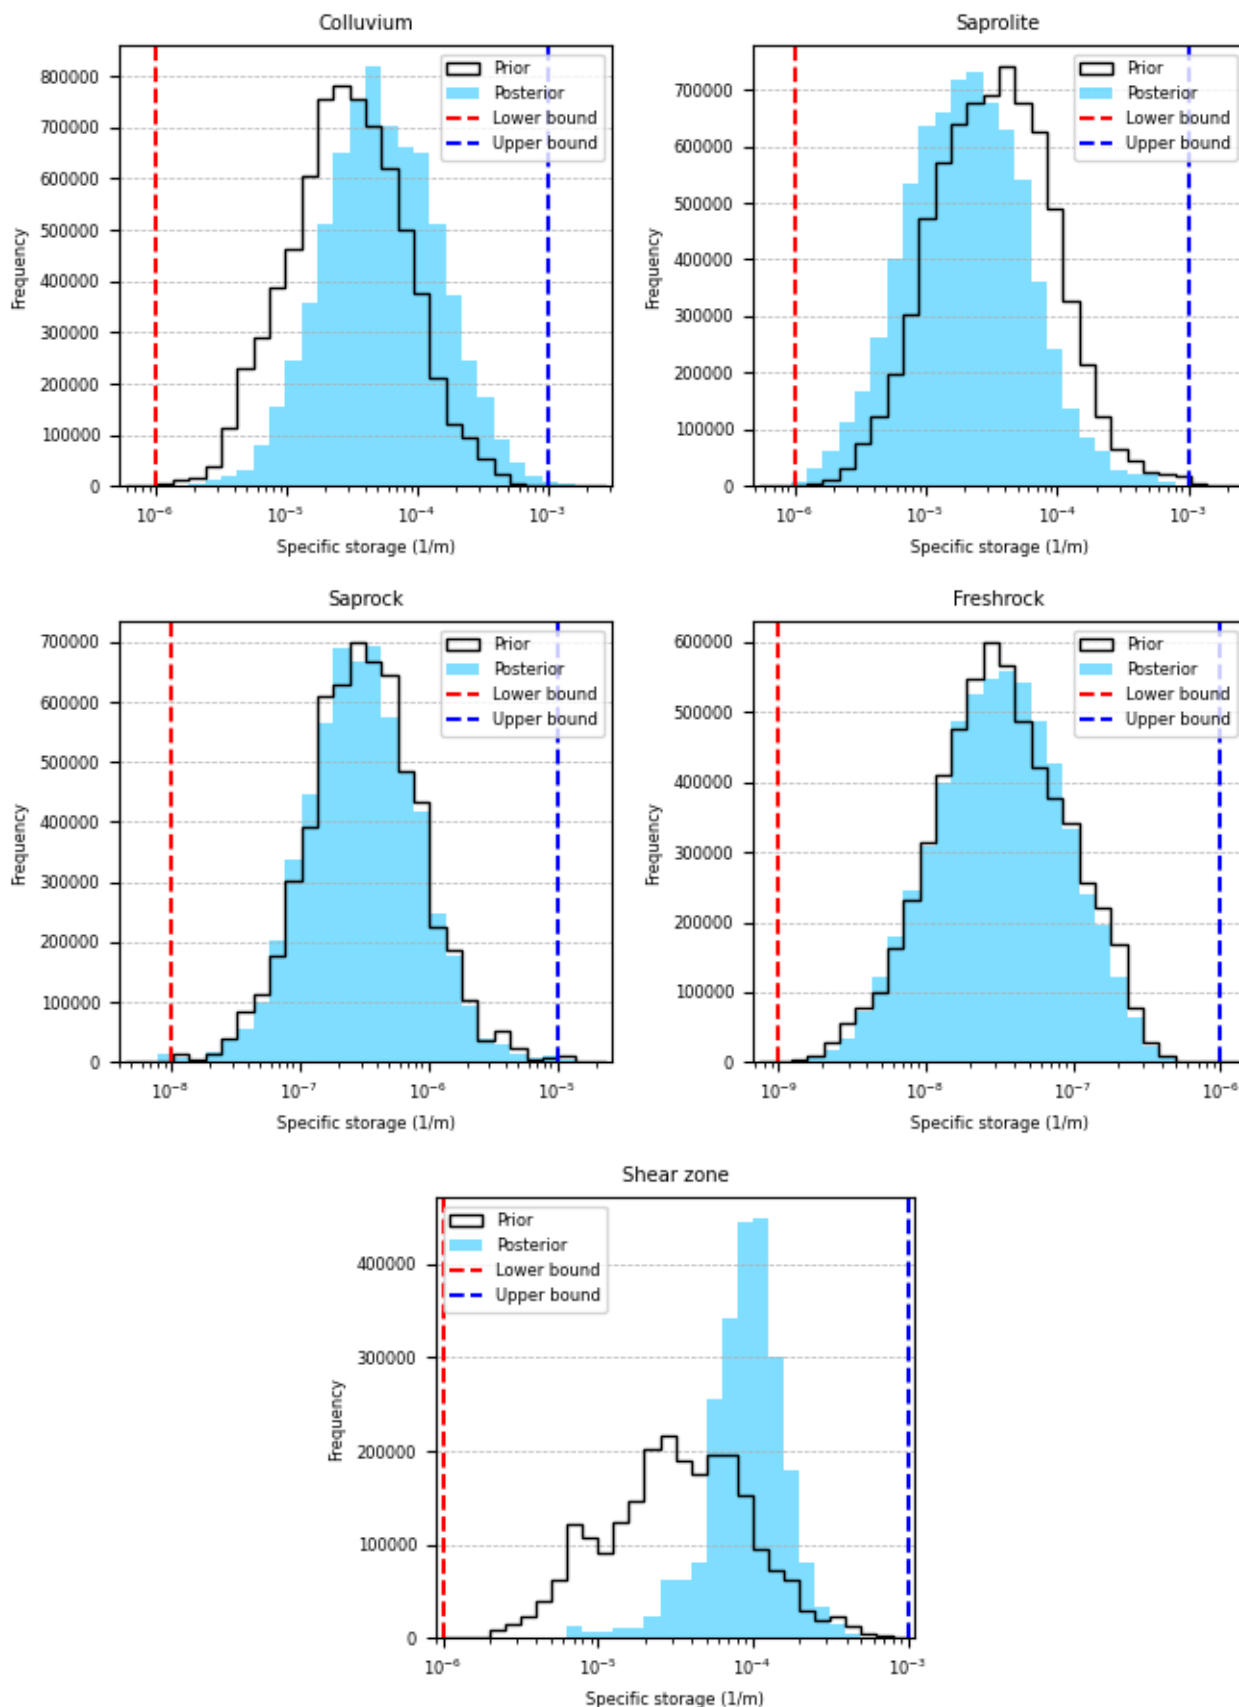 Colluvium
Frequency
800000
700000
600000
500000
400000
300000
200000
100000
0
Prior
Posterior
Lower bound
Upper bound
10⁻⁶ 10⁻⁵ 10⁻⁴ 10⁻³
Specific storage (1/m)
Saprolite
Frequency
700000
600000
500000
400000
300000
200000
100000
0
Prior
Posterior
Lower bound
Upper bound
10⁻⁶ 10⁻⁵ 10⁻⁴ 10⁻³
Specific storage (1/m)
Saprock
Frequency
700000
600000
500000
400000
300000
200000
100000
0
Prior
Posterior
Lower bound
Upper bound
10⁻⁸ 10⁻⁷ 10⁻⁶ 10⁻⁵
Specific storage (1/m)
Freshrock
Frequency
600000
500000
400000
300000
200000
100000
0
Prior
Posterior
Lower bound
Upper bound
10⁻⁹ 10⁻⁸ 10⁻⁷ 10⁻⁶
Specific storage (1/m)
Shear zone
Frequency
400000
300000
200000
100000
0
Prior
Posterior
Lower bound
Upper bound
10⁻⁶ 10⁻⁵ 10⁻⁴ 10⁻³
Specific storage (1/m)